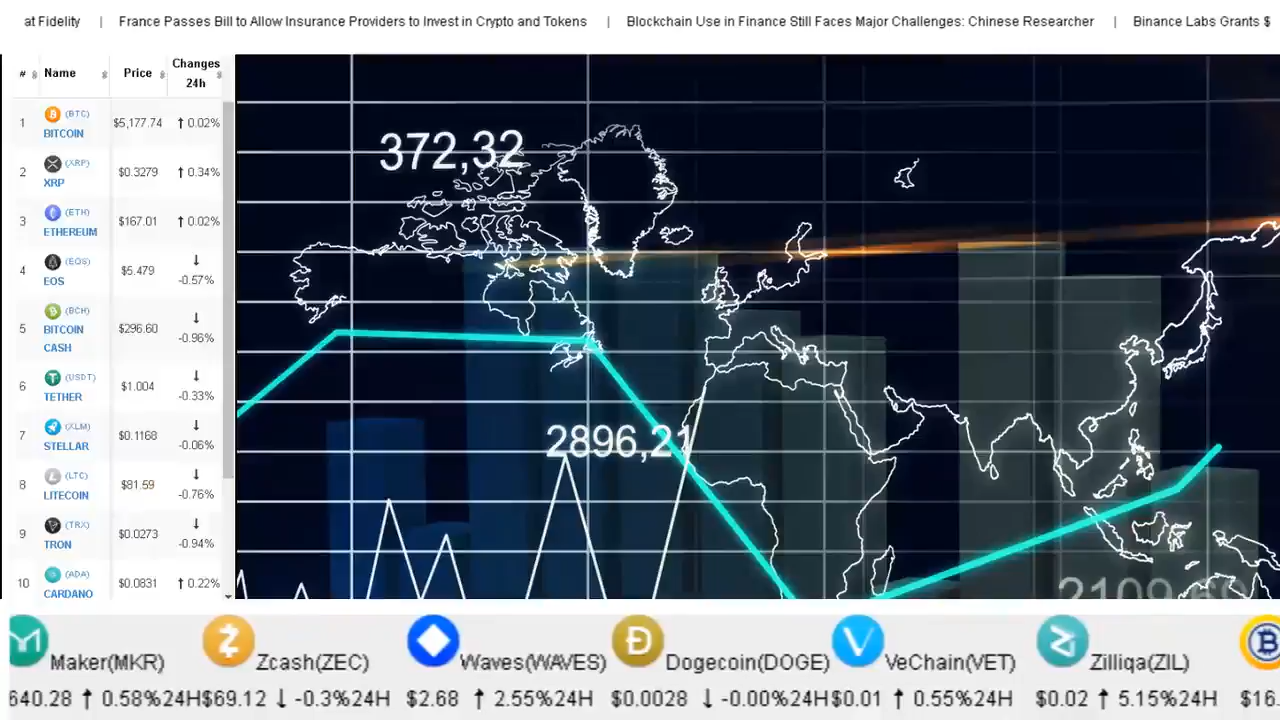 at Fidelity | France Passes Bill to Allow Insurance Providers to Invest in Crypto and Tokens | Blockchain Use in Finance Still Faces Major Challenges: Chinese Researcher | Binance Labs Grants $
# Name Price Changes 24h
1 (BTC) BITCOIN $5,177.74 ↑ 0.02%
2 (XRP) XRP $0.3279 ↑ 0.34%
3 (ETH) ETHEREUM $167.01 ↑ 0.02%
4 (EOS) EOS $5.479 ↓ -0.57%
5 (BCH) BITCOIN CASH $296.60 ↓ -0.96%
6 (USDT) TETHER $1.004 ↓ -0.33%
7 (XLM) STELLAR $0.1168 ↓ -0.06%
8 (LTC) LITECOIN $81.59 ↓ -0.76%
9 (TRX) TRON $0.0273 ↓ -0.94%
10 (ADA) CARDANO $0.0831 ↑ 0.22%
372,32
2896,21
2109,69
Maker(MKR) Zcash(ZEC) Waves(WAVES) Dogecoin(DOGE) VeChain(VET) Zilliqa(ZIL)
640.28 ↑ 0.58%24H $69.12 ↓ -0.3%24H $2.68 ↑ 2.55%24H $0.0028 ↓ -0.00%24H $0.01 ↑ 0.55%24H $0.02 ↑ 5.15%24H $16.